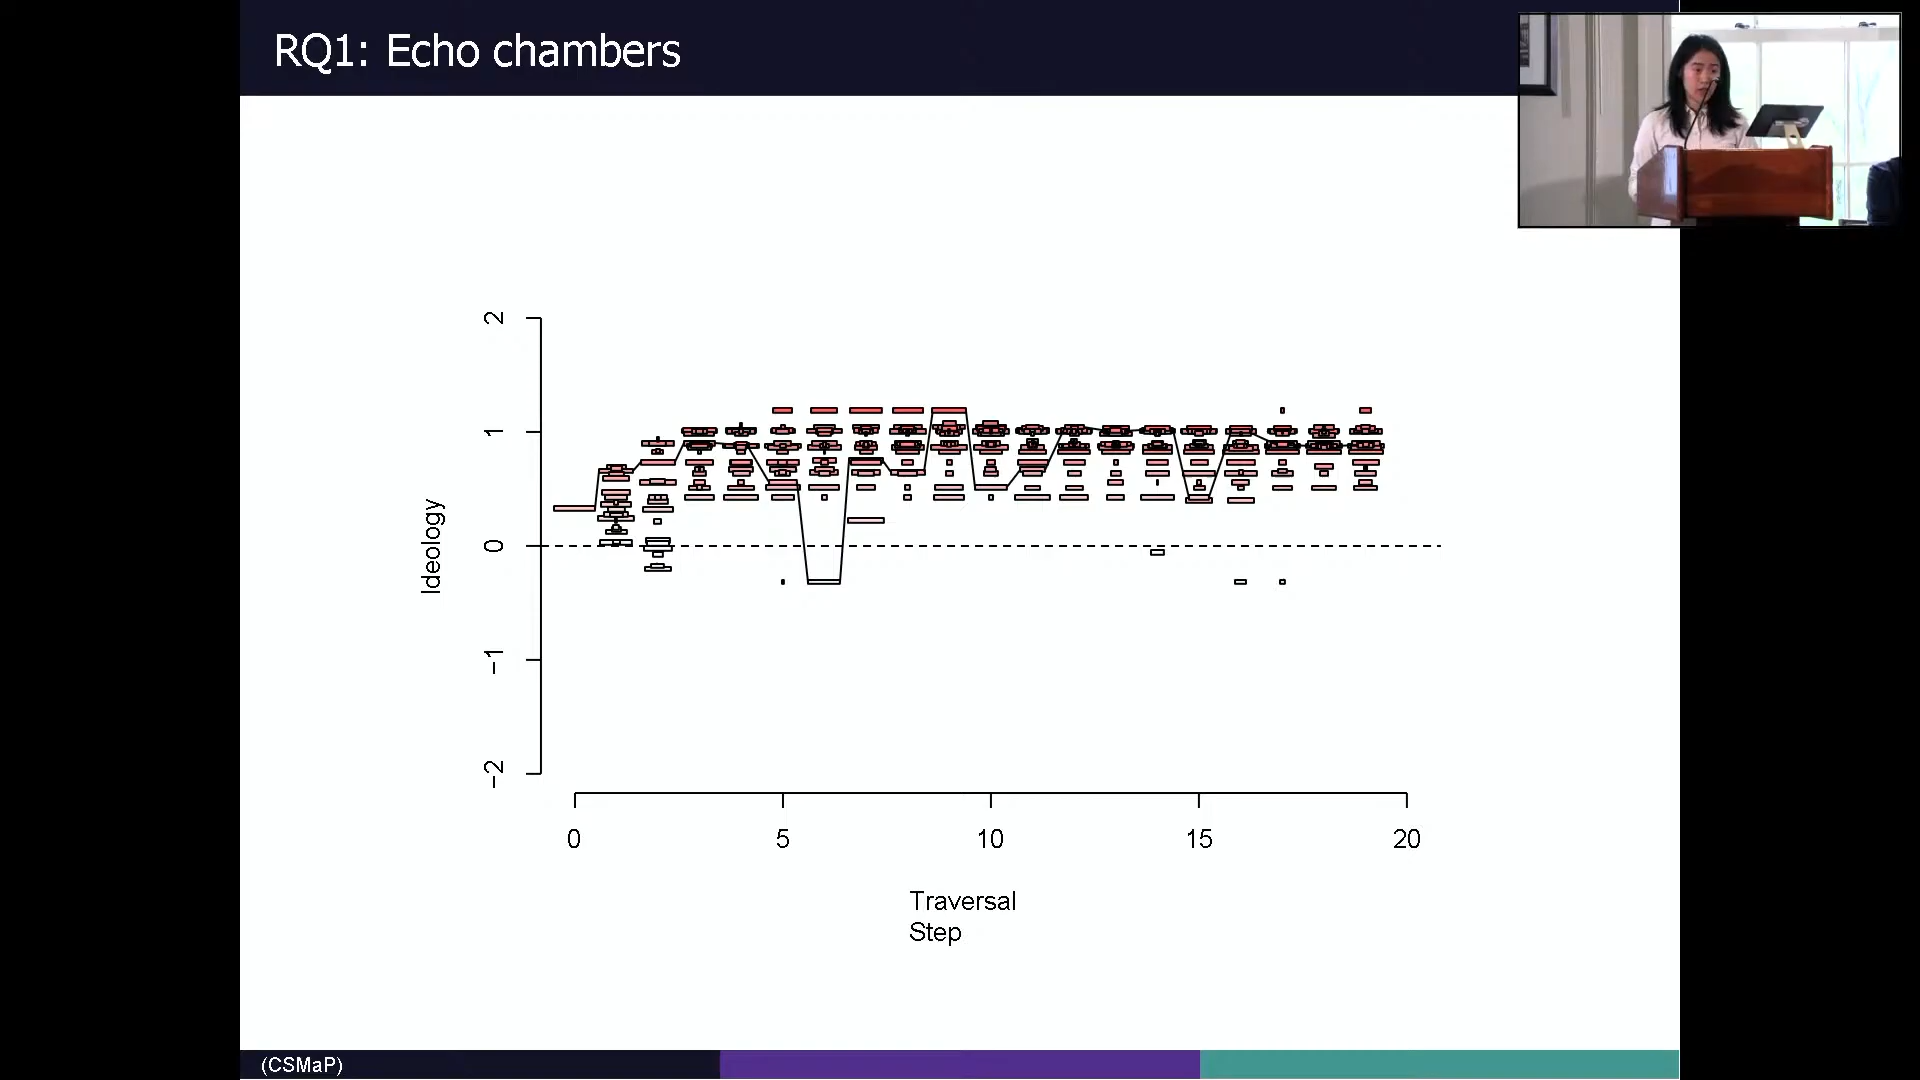 RQ1: Echo chambers
2
1
0
−1
−2
Ideology
0 5 10 15 20
Traversal
Step
(CSMaP)